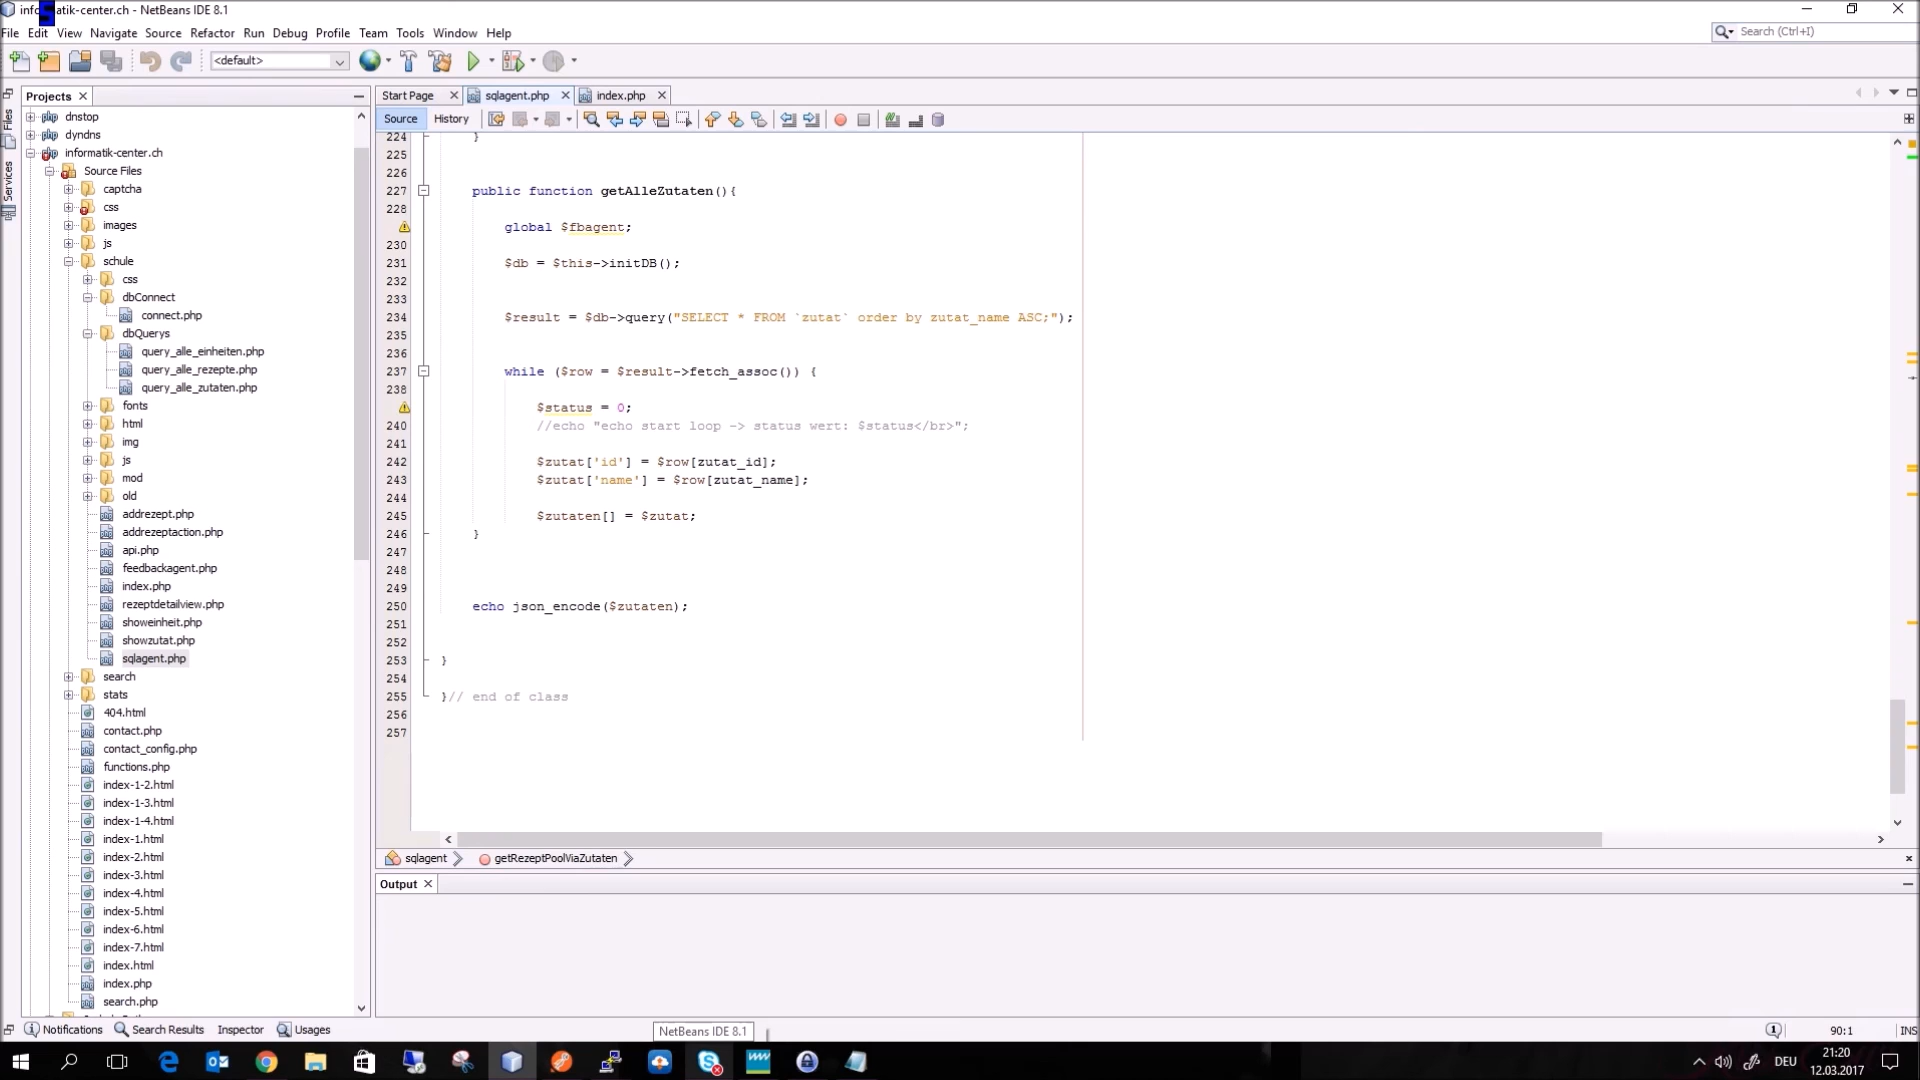 atik-center.ch - NetBeans IDE 8.1
File Edit View Navigate Source Refactor Run Debug Profile Team Tools Window Help
Search (Ctrl+I)
<default>
Projects
Files
Services
dnstop
dyndns
informatik-center.ch
Source Files
captcha
css
images
js
schule
css
dbConnect
connect.php
dbQuerys
query_alle_einheiten.php
query_alle_rezepte.php
query_alle_zutaten.php
fonts
html
img
js
mod
old
addrezept.php
addrezeptaction.php
api.php
feedbackagent.php
index.php
rezeptdetailview.php
showeinheit.php
showzutat.php
sqlagent.php
search
stats
404.html
contact.php
contact_config.php
functions.php
index-1-2.html
index-1-3.html
index-1-4.html
index-1.html
index-2.html
index-3.html
index-4.html
index-5.html
index-6.html
index-7.html
index.html
index.php
search.php
Start Page sqlagent.php index.php
Source History
224 }
225
226
227 public function getAlleZutaten(){
228
global $fbagent;
230
231 $db = $this->initDB();
232
233
234 $result = $db->query("SELECT * FROM `zutat` order by zutat_name ASC;");
235
236
237 while ($row = $result->fetch_assoc()) {
238
$status = 0;
240 //echo "echo start loop -> status wert: $status</br>";
241
242 $zutat['id'] = $row[zutat_id];
243 $zutat['name'] = $row[zutat_name];
244
245 $zutaten[] = $zutat;
246 }
247
248
249
250 echo json_encode($zutaten);
251
252
253 }
254
255 }// end of class
256
257
sqlagent getRezeptPoolViaZutaten
Output
Notifications Search Results Inspector Usages
NetBeans IDE 8.1
90:1 INS
DEU
21:20
12.03.2017